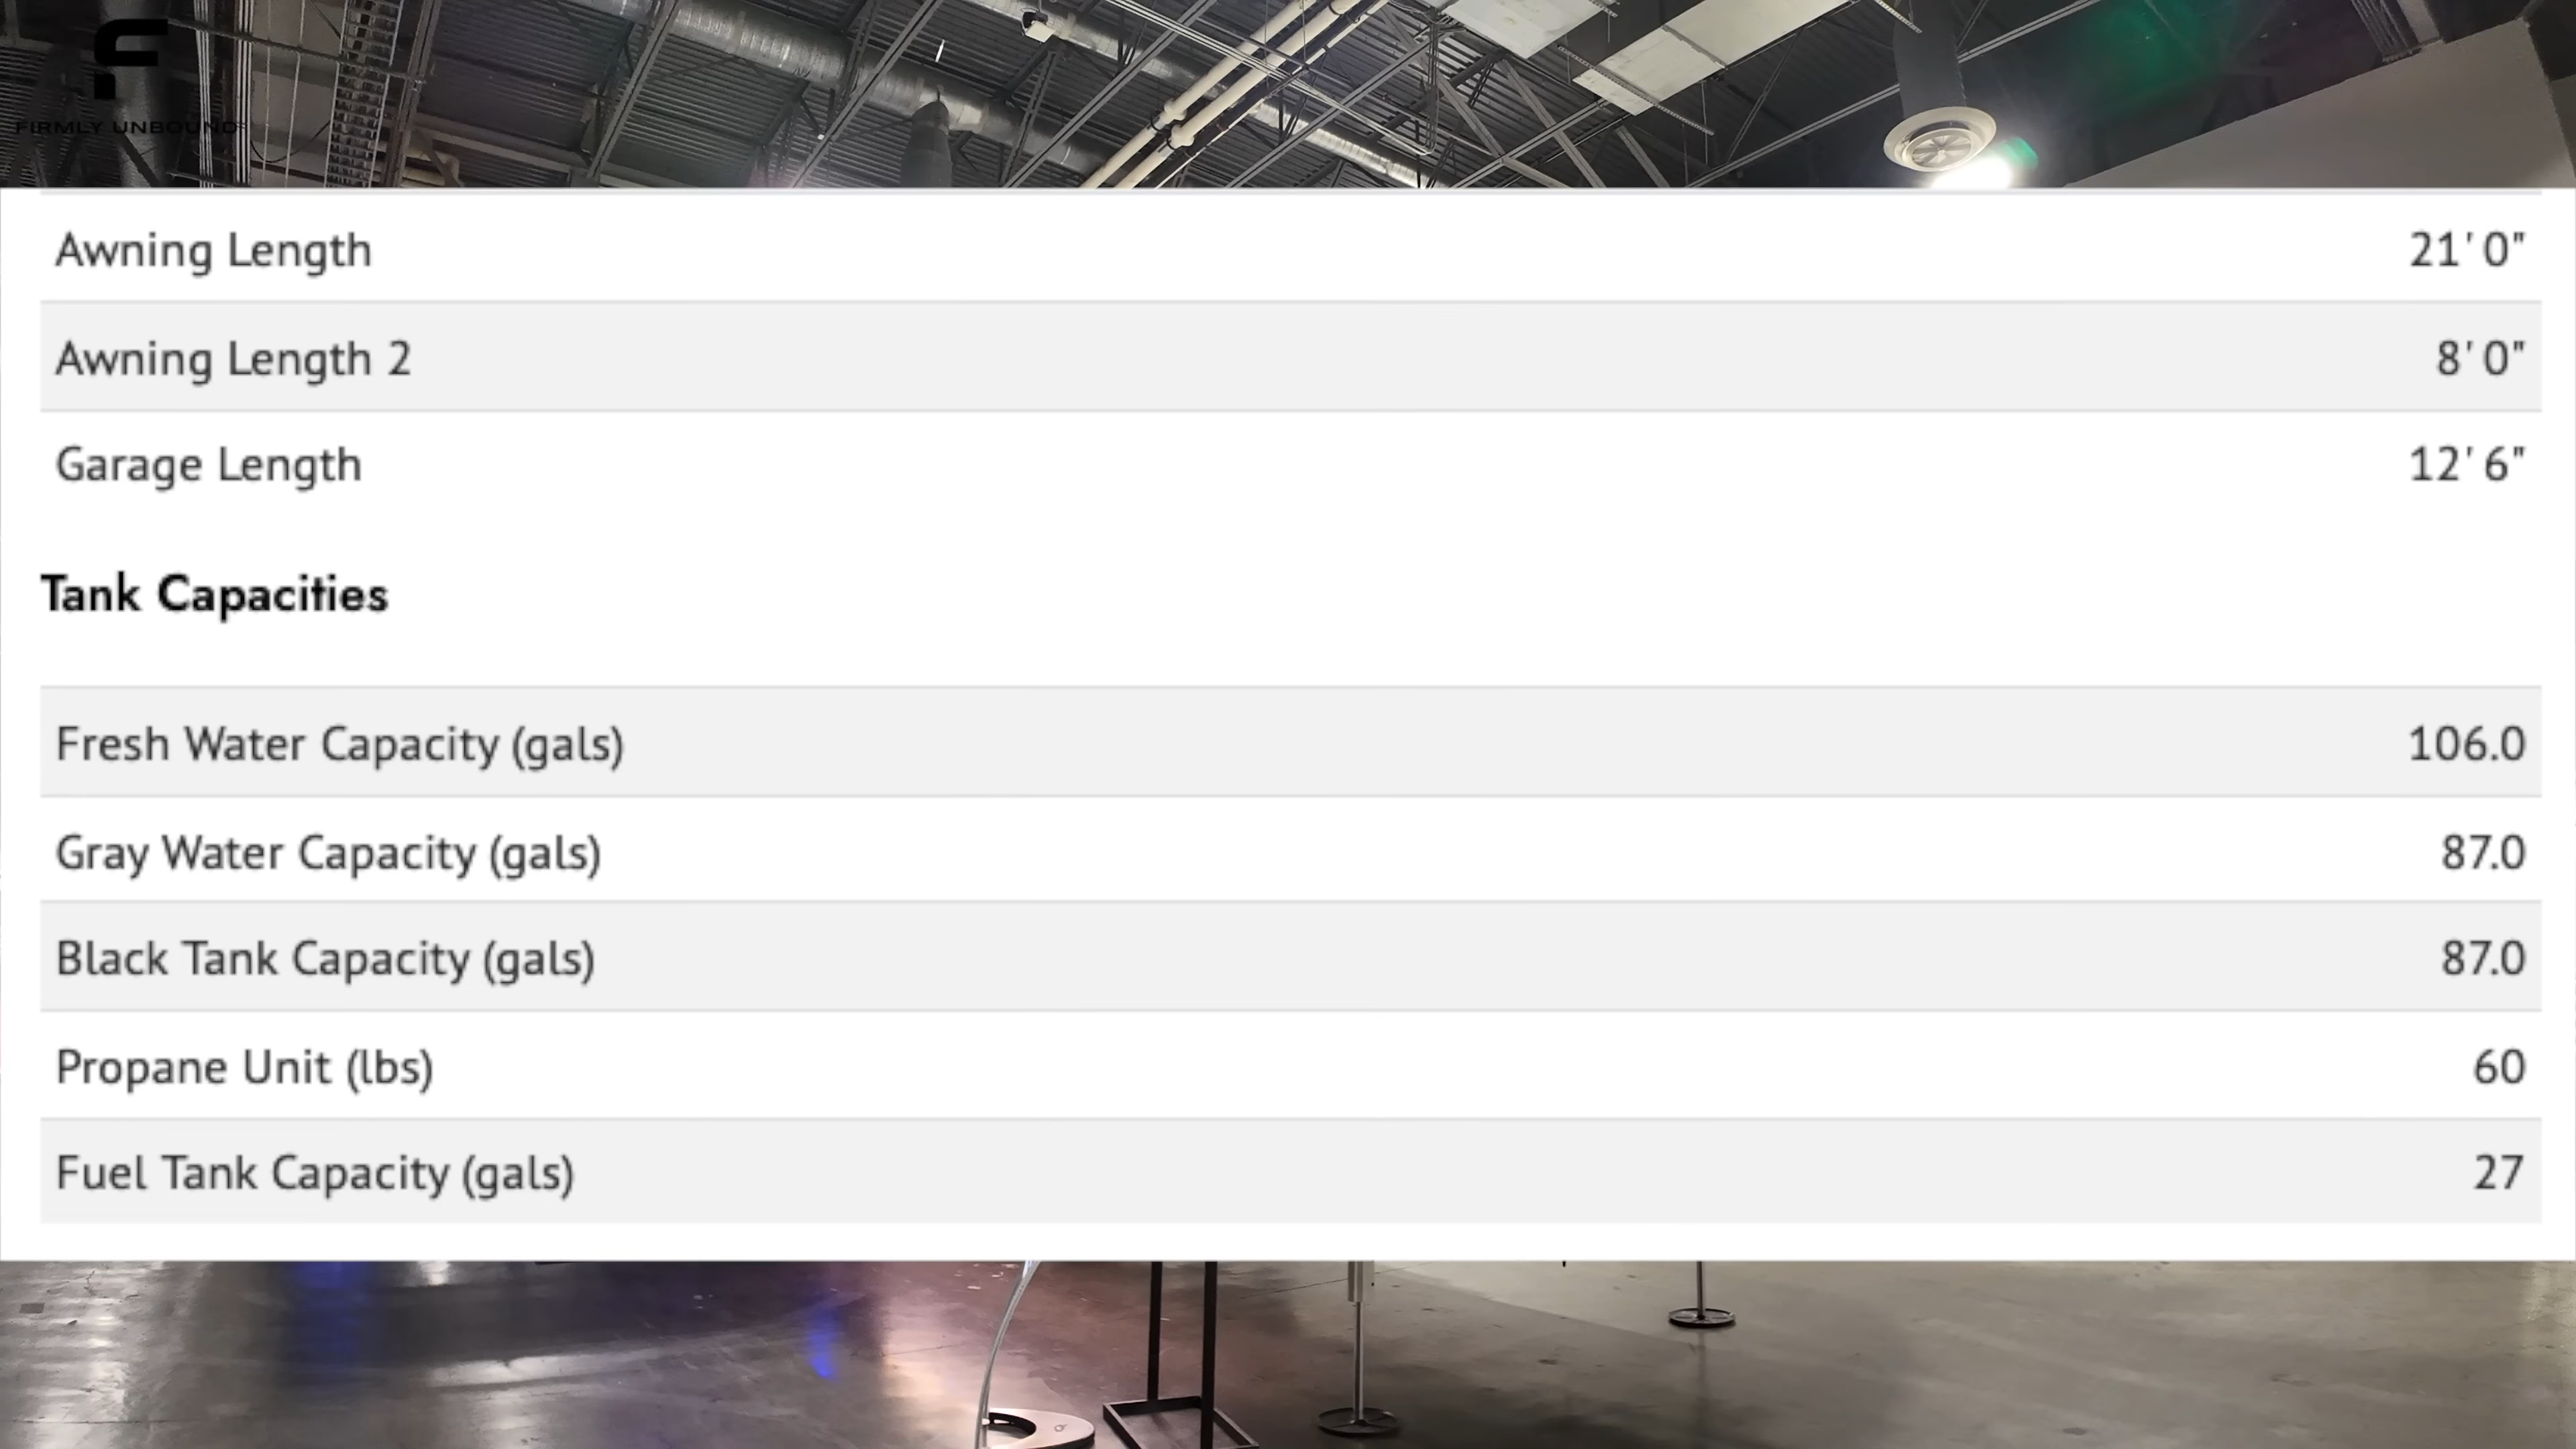 FIRMLY UNBOUND
Awning Length 21' 0"
Awning Length 2 8' 0"
Garage Length 12' 6"
Tank Capacities
Fresh Water Capacity (gals) 106.0
Gray Water Capacity (gals) 87.0
Black Tank Capacity (gals) 87.0
Propane Unit (lbs) 60
Fuel Tank Capacity (gals) 27